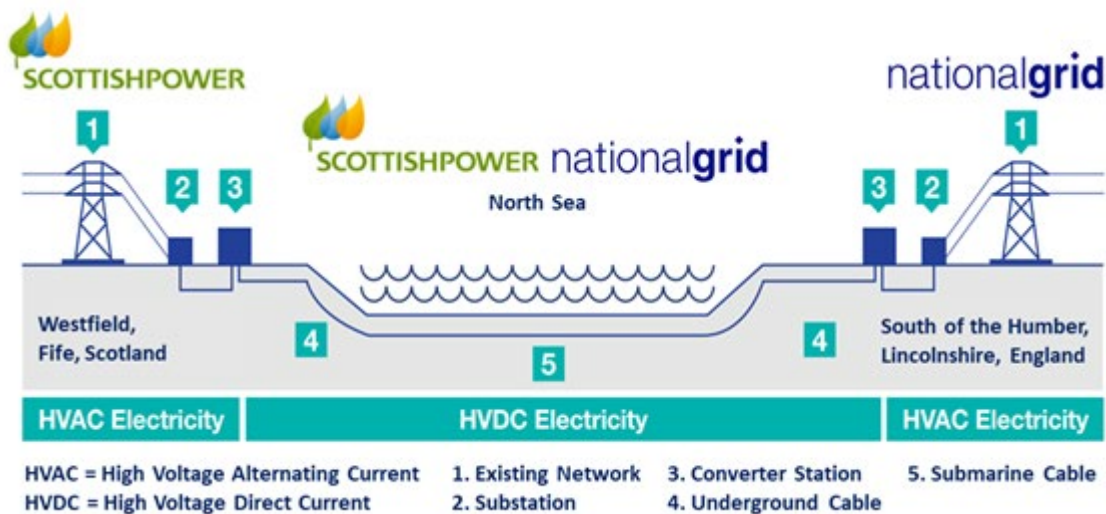 SCOTTISHPOWER
nationalgrid
SCOTTISHPOWER nationalgrid
North Sea
1
2
3
3
2
1
Westfield,
Fife, Scotland
4
5
4
South of the Humber,
Lincolnshire, England
HVAC Electricity
HVDC Electricity
HVAC Electricity
HVAC = High Voltage Alternating Current
HVDC = High Voltage Direct Current
1. Existing Network
2. Substation
3. Converter Station
4. Underground Cable
5. Submarine Cable